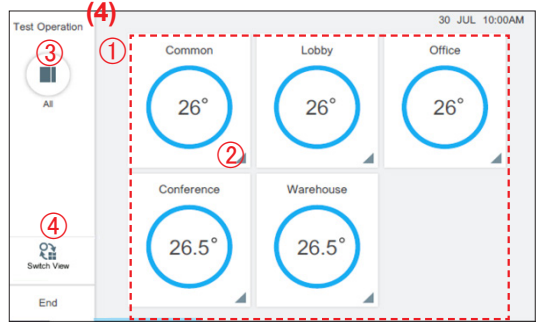 (4)
30 JUL 10:00AM
Test Operation
③
All
④
Switch View
End
①
Common
26°
②
Lobby
26°
Office
26°
Conference
26.5°
Warehouse
26.5°